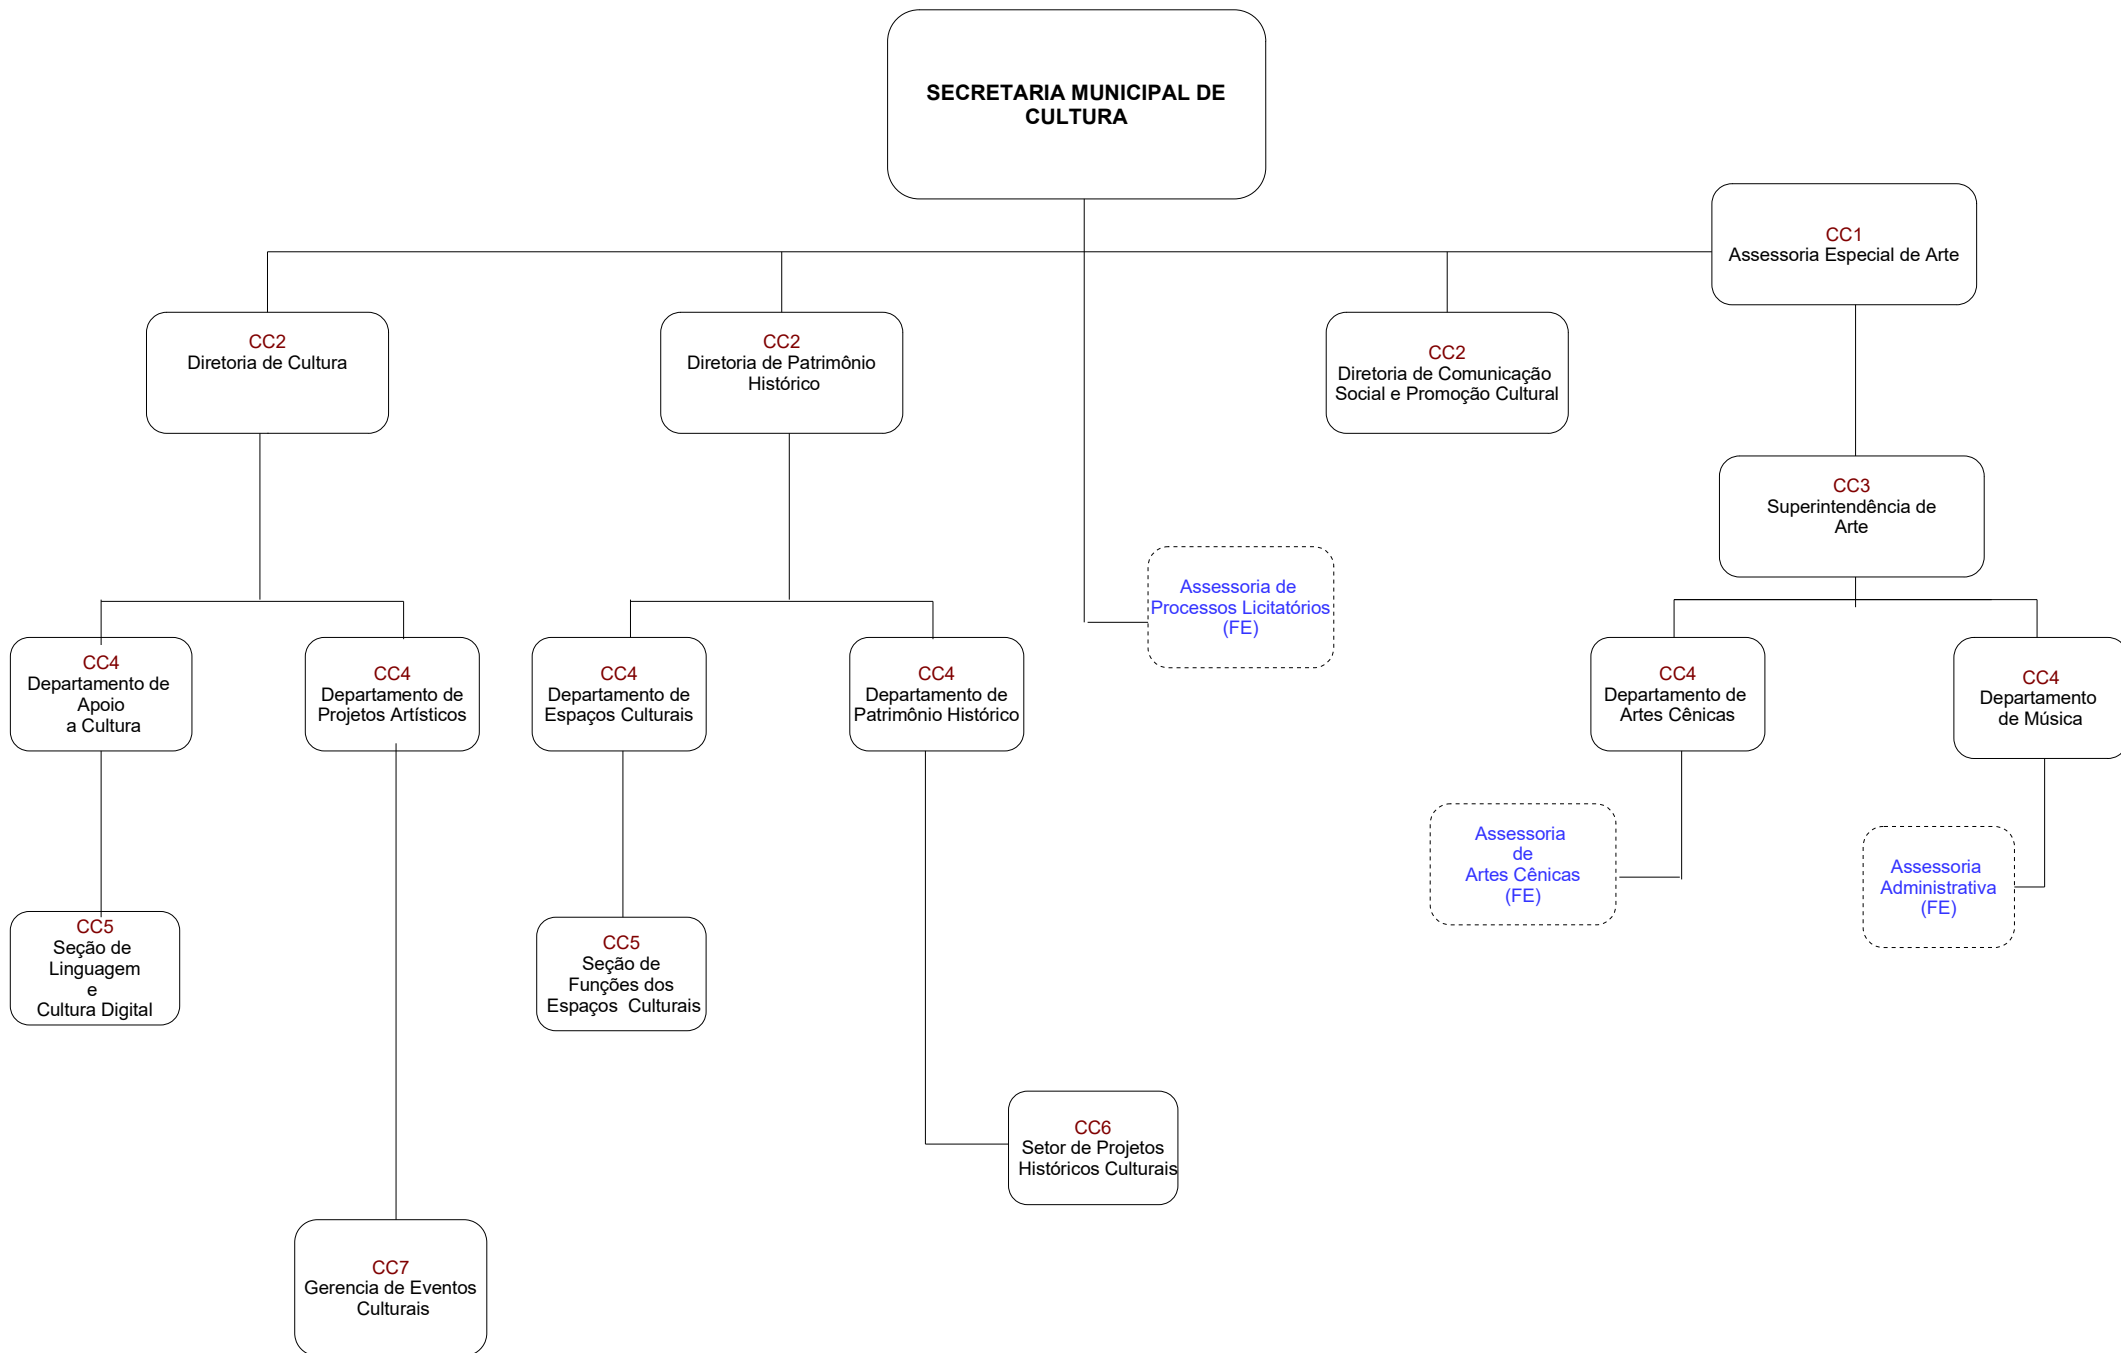 SECRETARIA MUNICIPAL DE
CULTURA
CC1
Assessoria Especial de Arte
CC2
Diretoria de Cultura
CC2
Diretoria de Patrimônio
Histórico
CC2
Diretoria de Comunicação
Social e Promoção Cultural
CC3
Superintendência de
Arte
Assessoria de
Processos Licitatórios
(FE)
CC4
Departamento de
Apoio
a Cultura
CC4
Departamento de
Projetos Artísticos
CC4
Departamento de
Espaços Culturais
CC4
Departamento de
Patrimônio Histórico
CC4
Departamento de
Artes Cênicas
CC4
Departamento
de Música
Assessoria
de
Artes Cênicas
(FE)
Assessoria
Administrativa
(FE)
CC5
Seção de
Linguagem
e
Cultura Digital
CC5
Seção de
Funções dos
Espaços  Culturais
CC6
Setor de Projetos
Históricos Culturais
CC7
Gerencia de Eventos
Culturais